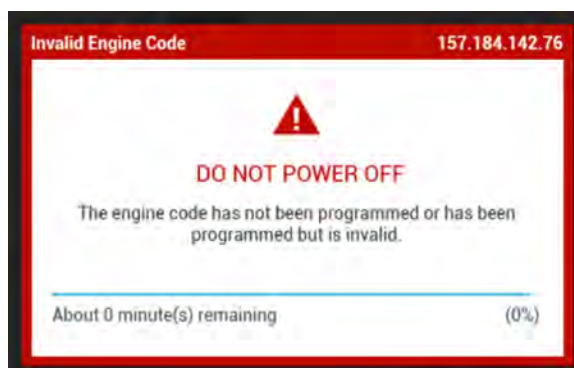 Invalid Engine Code 157.184.142.76
DO NOT POWER OFF
The engine code has not been programmed or has been
programmed but is invalid.
About 0 minute(s) remaining (0%)